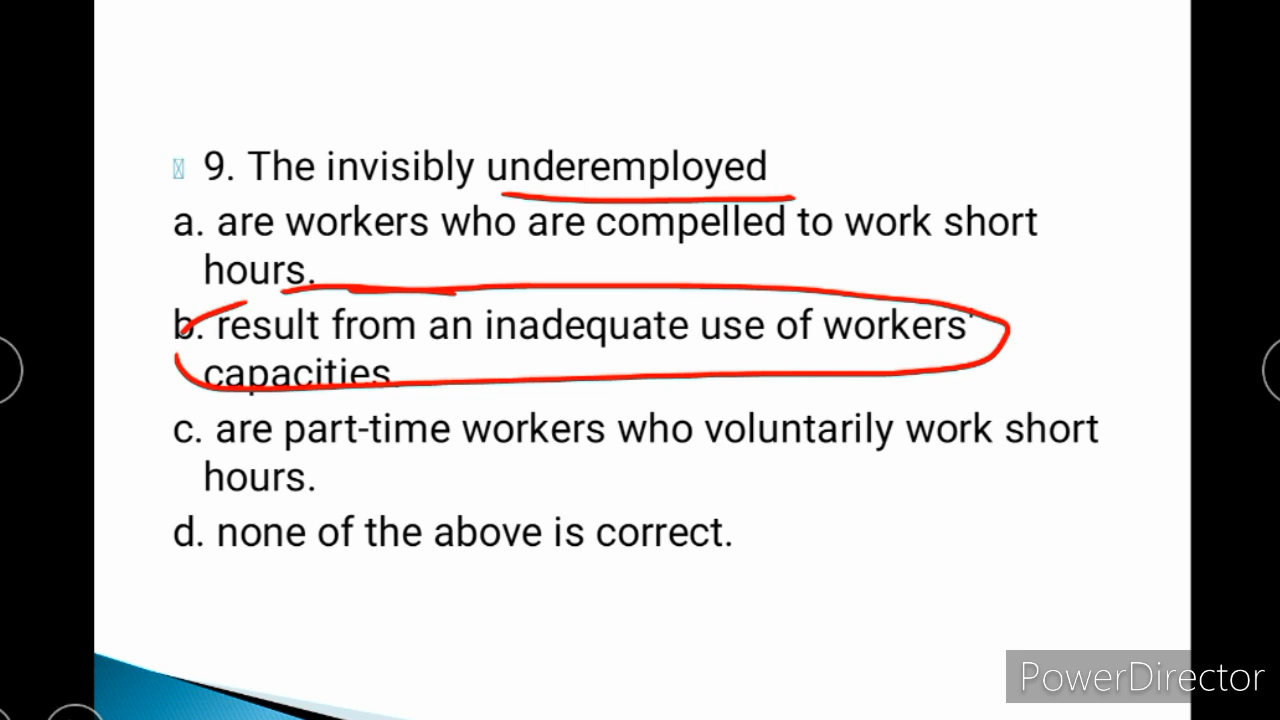 9. The invisibly underemployed
a. are workers who are compelled to work short
hours.
b. result from an inadequate use of workers'
capacities
c. are part-time workers who voluntarily work short
hours.
d. none of the above is correct.
PowerDirector